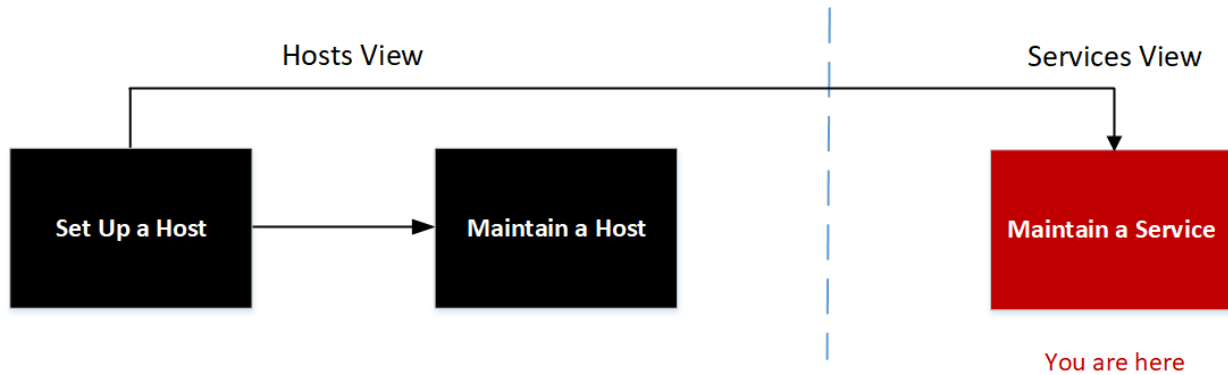 Hosts View
Services View
Set Up a Host
Maintain a Host
Maintain a Service
You are here